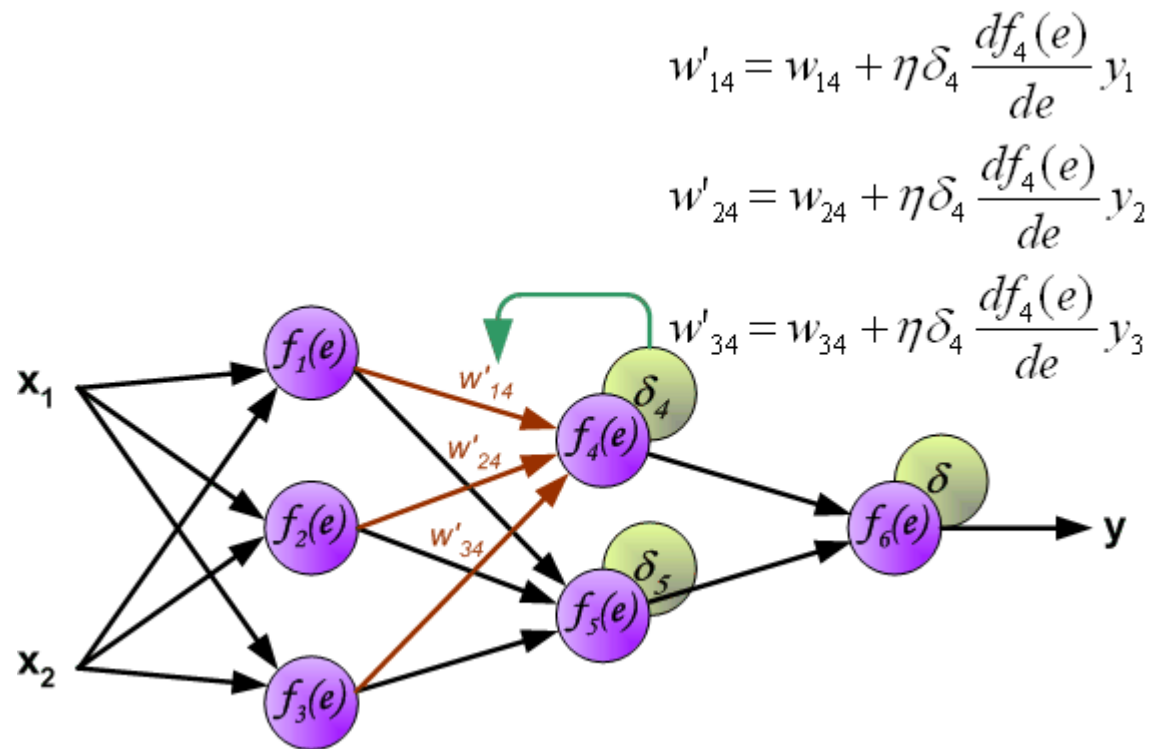 w'₁₄ = w₁₄ + ηδ₄ df₄(e)/de y₁
w'₂₄ = w₂₄ + ηδ₄ df₄(e)/de y₂
w'₃₄ = w₃₄ + ηδ₄ df₄(e)/de y₃
f₁(e)
x₁
w'₁₄
δ₄
f₄(e)
w'₂₄
δ
f₂(e)
f₆(e)
y
w'₃₄
δ₅
f₅(e)
x₂
f₃(e)